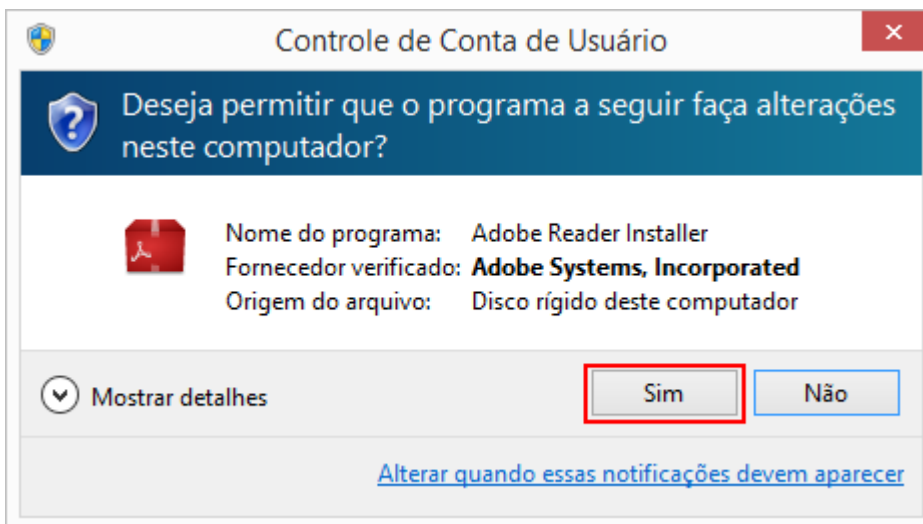 Controle de Conta de Usuário
Deseja permitir que o programa a seguir faça alterações
neste computador?
Nome do programa: Adobe Reader Installer
Fornecedor verificado: Adobe Systems, Incorporated
Origem do arquivo: Disco rígido deste computador
Mostrar detalhes Sim Não
Alterar quando essas notificações devem aparecer